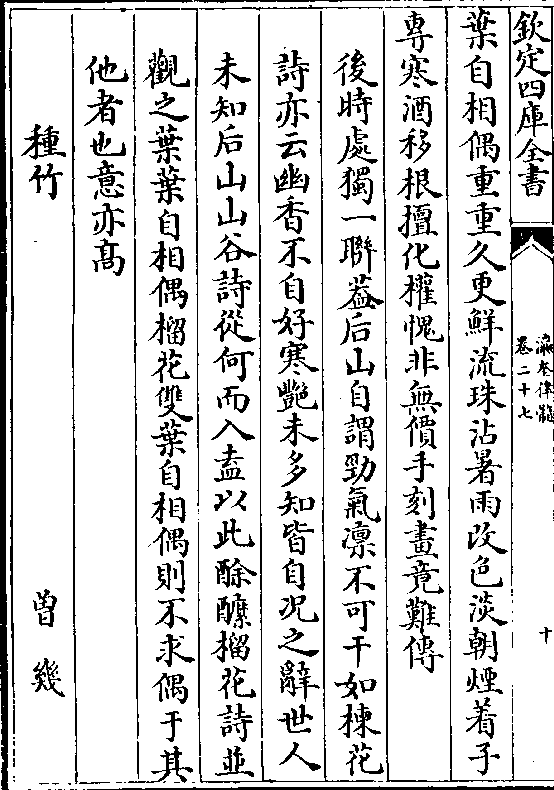 欽定四庫全書
瀛奎律髓
卷二十七
十
葉自相偶重重久更鮮流珠沾暑雨改色淡朝煙着子
專寒酒移根擅化權愧非無價手刻畫竟難傳
後時處獨一聯葢后山自謂勁氣凛不可干如楝花
詩亦云幽香不自好寒艷未多知皆自况之辭世人
未知后山山谷詩從何而入盍以此酴醿榴花詩並
觀之葉葉自相偶榴花雙葉自相偶則不求偶于其
他者也意亦髙
種竹
曾幾